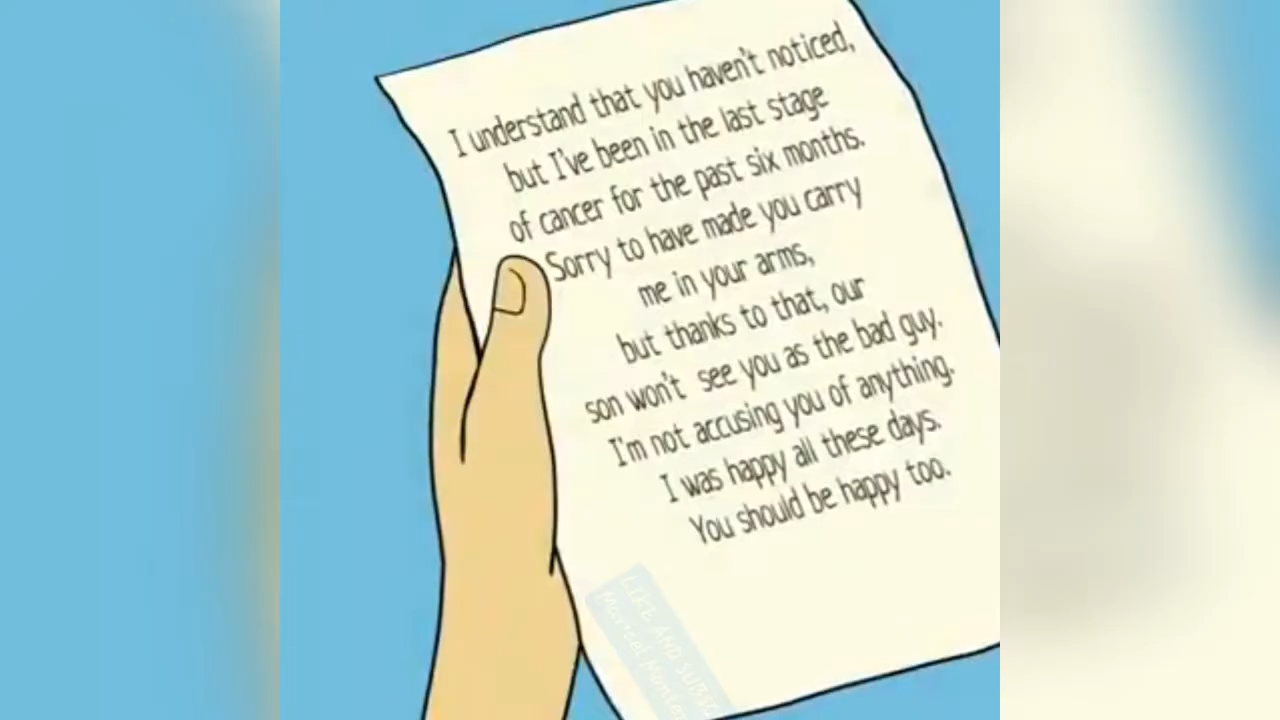 I understand that you haven't noticed,
but I've been in the last stage
of cancer for the past six months.
Sorry to have made you carry
me in your arms,
but thanks to that, our
son won't see you as the bad guy.
I'm not accusing you of anything.
I was happy all these days.
You should be happy too.
LIKE AND